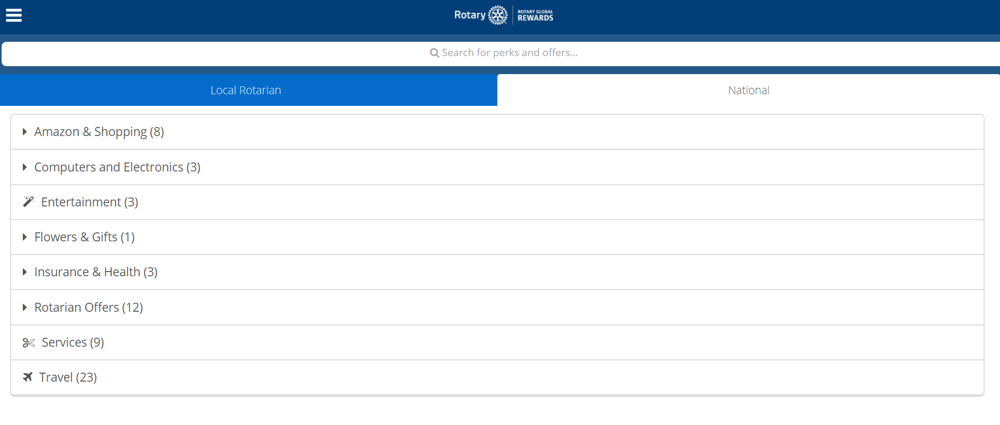 Rotary
ROTARY GLOBAL
REWARDS
Search for perks and offers...
Local Rotarian
National
Amazon & Shopping (8)
Computers and Electronics (3)
Entertainment (3)
Flowers & Gifts (1)
Insurance & Health (3)
Rotarian Offers (12)
Services (9)
Travel (23)